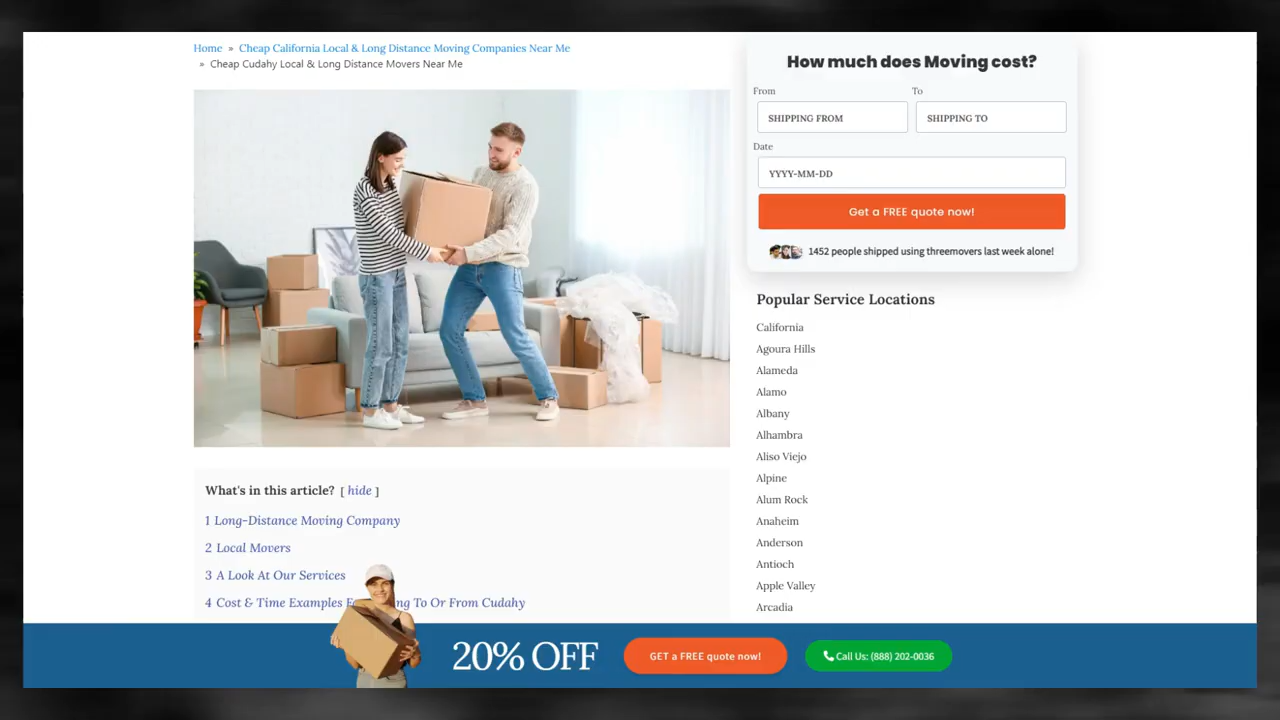 Home » Cheap California Local & Long Distance Moving Companies Near Me
» Cheap Cudahy Local & Long Distance Movers Near Me
What's in this article? [ hide ]
1 Long-Distance Moving Company
2 Local Movers
3 A Look At Our Services
4 Cost & Time Examples ng To Or From Cudahy
How much does Moving cost?
From To
SHIPPING FROM SHIPPING TO
Date
YYYY-MM-DD
Get a FREE quote now!
1452 people shipped using threemovers last week alone!
Popular Service Locations
California
Agoura Hills
Alameda
Alamo
Albany
Alhambra
Aliso Viejo
Alpine
Alum Rock
Anaheim
Anderson
Antioch
Apple Valley
Arcadia
20% OFF GET a FREE quote now! Call Us: (888) 202-0036